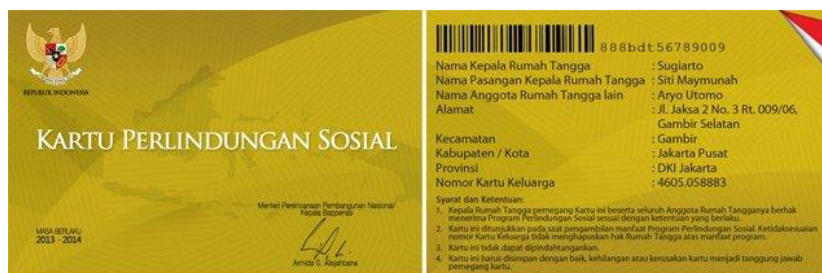 REPUBLIK INDONESIA
KARTU PERLINDUNGAN SOSIAL
Menteri Perencanaan Pembangunan Nasional/
Kepala Bappenas
MASA BERLAKU
2013 - 2014
Armida S. Alisjahbana
888bdt56789009
Nama Kepala Rumah Tangga : Sugiarto
Nama Pasangan Kepala Rumah Tangga : Siti Maymunah
Nama Anggota Rumah Tangga lain : Aryo Utomo
Alamat : Jl. Jaksa 2 No. 3 Rt. 009/06,
Gambir Selatan
Kecamatan : Gambir
Kabupaten / Kota : Jakarta Pusat
Provinsi : DKI Jakarta
Nomor Kartu Keluarga : 4605.058883
Syarat dan Ketentuan:
1. Kepala Rumah Tangga pemegang Kartu ini beserta seluruh Anggota Rumah Tangganya berhak
menerima Program Perlindungan Sosial sesuai dengan ketentuan yang berlaku.
2. Kartu ini ditunjukkan pada saat pengambilan manfaat Program Perlindungan Sosial. Ketidaksesuaian
nomor Kartu Keluarga tidak menghapuskan hak Rumah Tangga atas manfaat program.
3. Kartu ini tidak dapat dipindahtangankan.
4. Kartu ini harus disimpan dengan baik, kehilangan atau kerusakan kartu menjadi tanggung jawab
pemegang kartu.